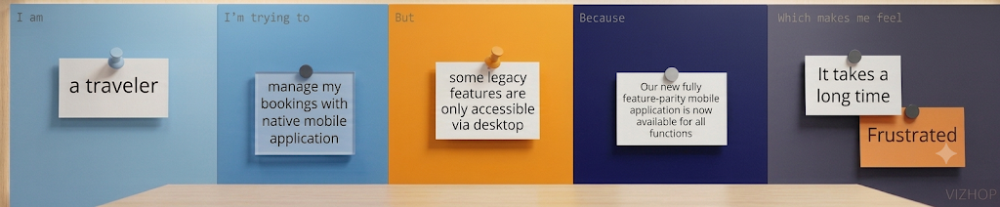 I am
a traveler
I'm trying to
manage my
bookings with
native mobile
application
But
some legacy
features are
only accessible
via desktop
Because
Our new fully
feature-parity mobile
application is now
available for all
functions
Which makes me feel
It takes a
long time
Frustrated
VIZHOP